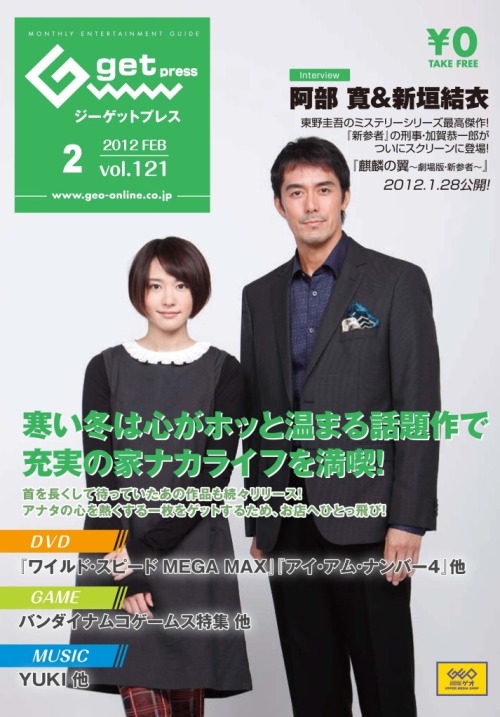 MONTHLY ENTERTAINMENT GUIDE
get press
ジーゲットプレス
2
2012 FEB
vol.121
www.geo-online.co.jp
¥0
TAKE FREE
Interview
阿部 寛&新垣結衣
東野圭吾のミステリーシリーズ最高傑作!
『新参者』の刑事・加賀恭一郎が
ついにスクリーンに登場!
『麒麟の翼~劇場版・新参者~』
2012.1.28公開!
寒い冬は心がホッと温まる話題作で
充実の家ナカライフを満喫!
首を長くして待っていたあの作品も続々リリース!
アナタの心を熱くする一枚をゲットするため、お店へひとっ飛び!
DVD
『ワイルド・スピード MEGA MAX』『アイ・アム・ナンバー4』他
GAME
バンダイナムコゲームス特集 他
MUSIC
YUKI 他
GEO
ゲオ